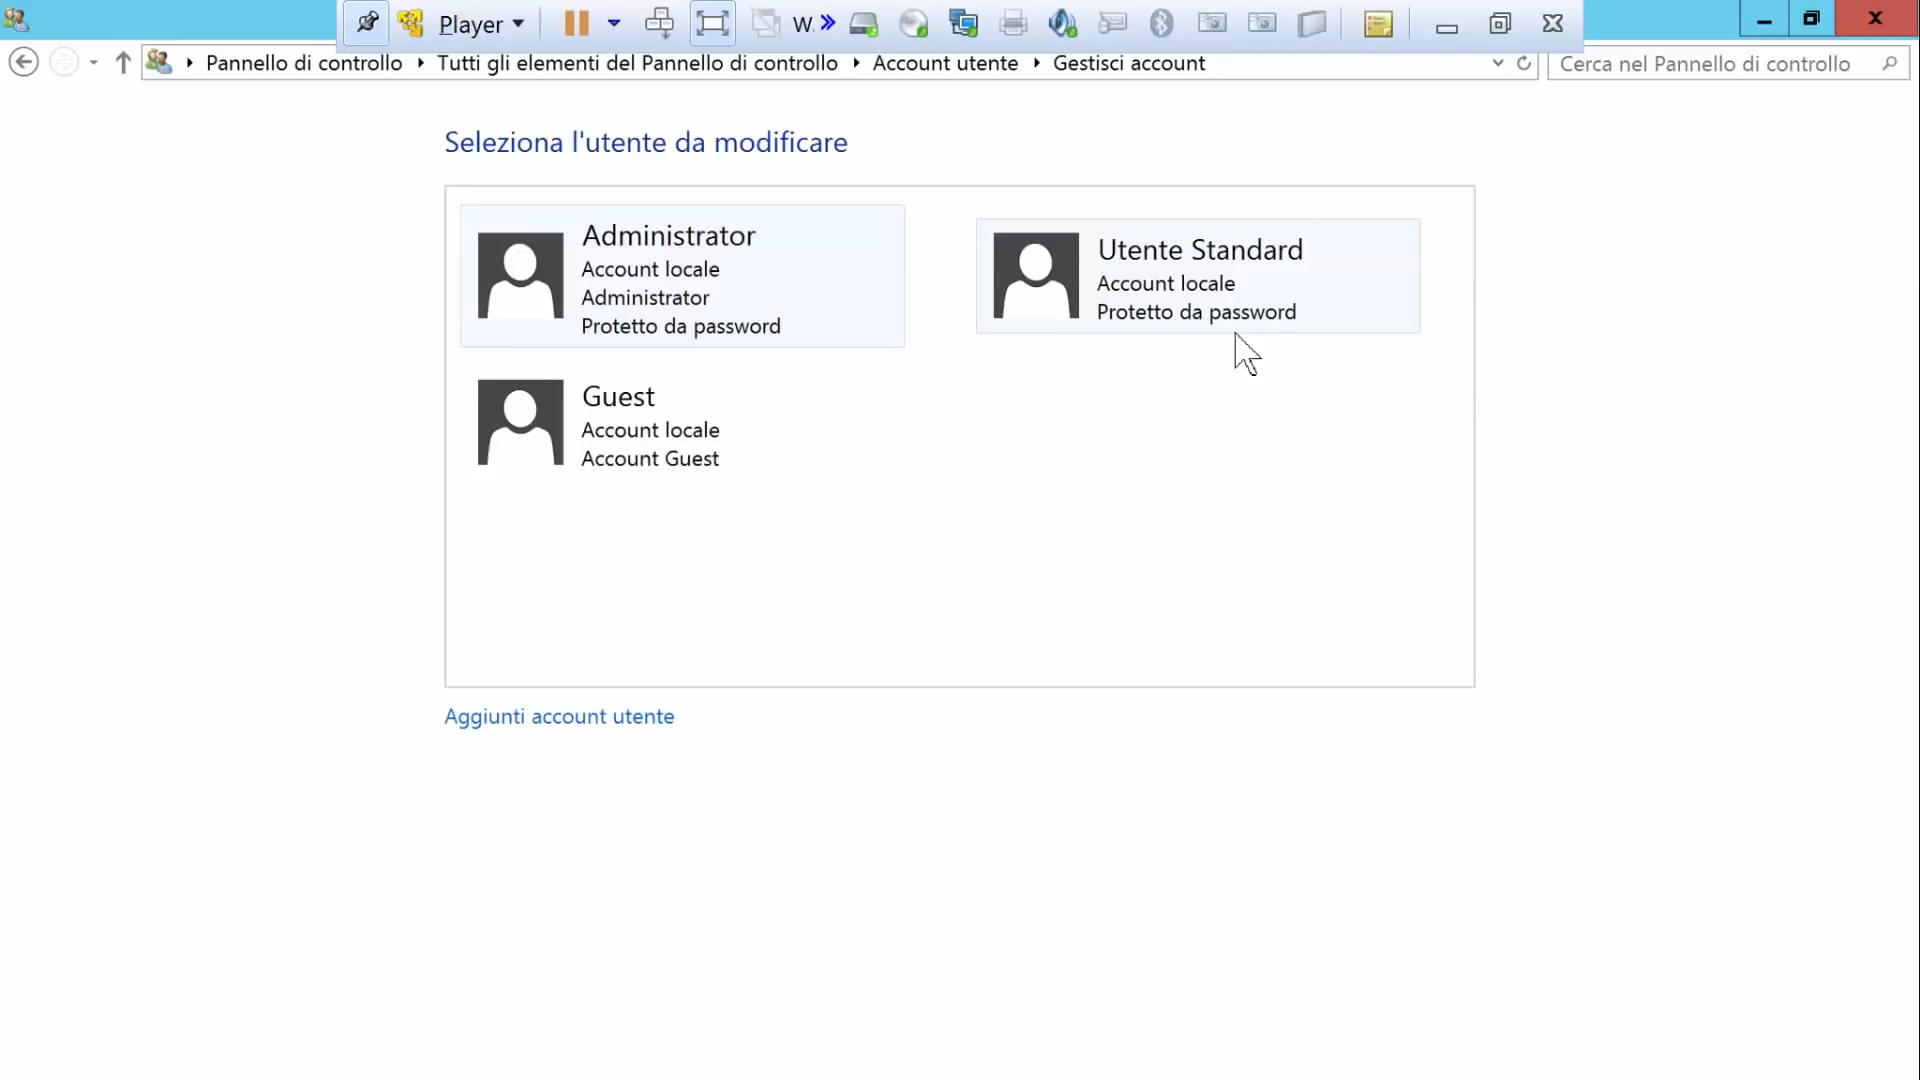 Player
W.
Pannello di controllo
Tutti gli elementi del Pannello di controllo
Account utente
Gestisci account
Cerca nel Pannello di controllo
Seleziona l'utente da modificare
Administrator
Account locale
Administrator
Protetto da password
Utente Standard
Account locale
Protetto da password
Guest
Account locale
Account Guest
Aggiunti account utente